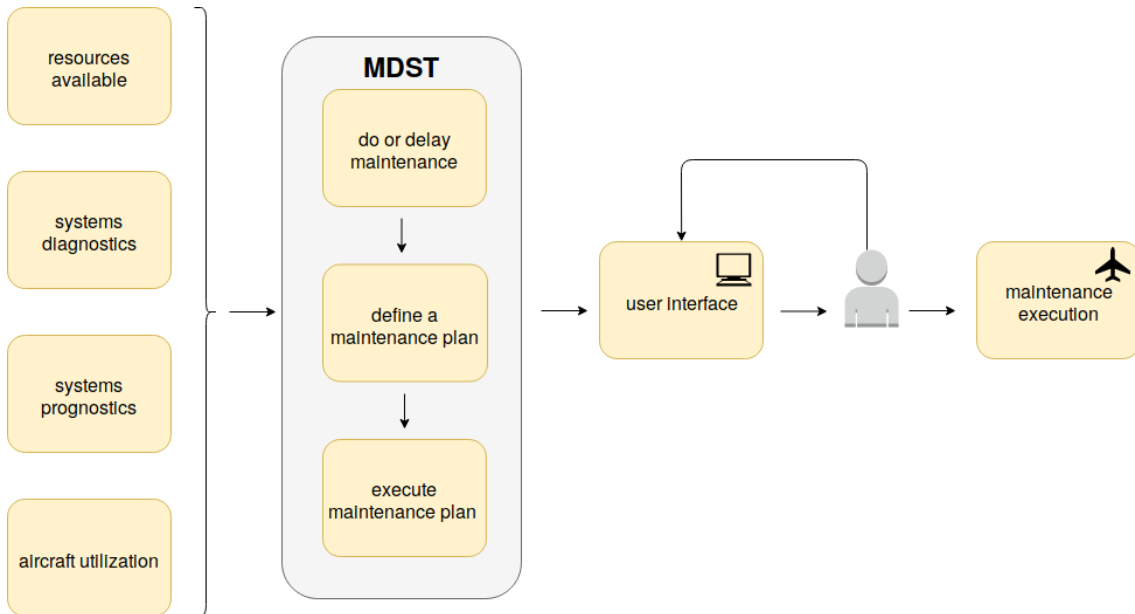 resources
available
systems
diagnostics
systems
prognostics
aircraft utilization
MDST
do or delay
maintenance
define a
maintenance plan
execute
maintenance plan
user interface
maintenance
execution